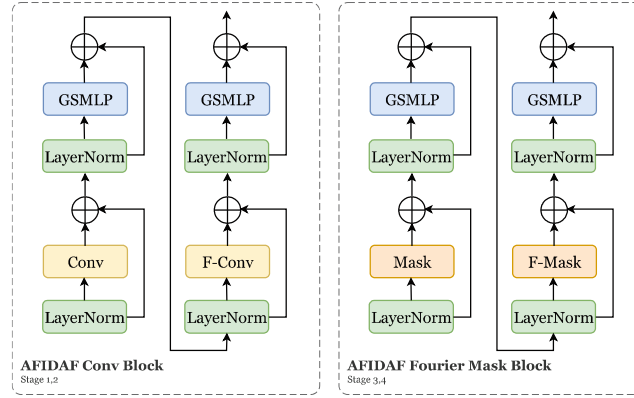 GSMLP
GSMLP
GSMLP
GSMLP
LayerNorm
LayerNorm
LayerNorm
LayerNorm
Conv
F-Conv
Mask
F-Mask
LayerNorm
LayerNorm
LayerNorm
LayerNorm
AFIDAF Conv Block
Stage 1,2
AFIDAF Fourier Mask Block
Stage 3,4